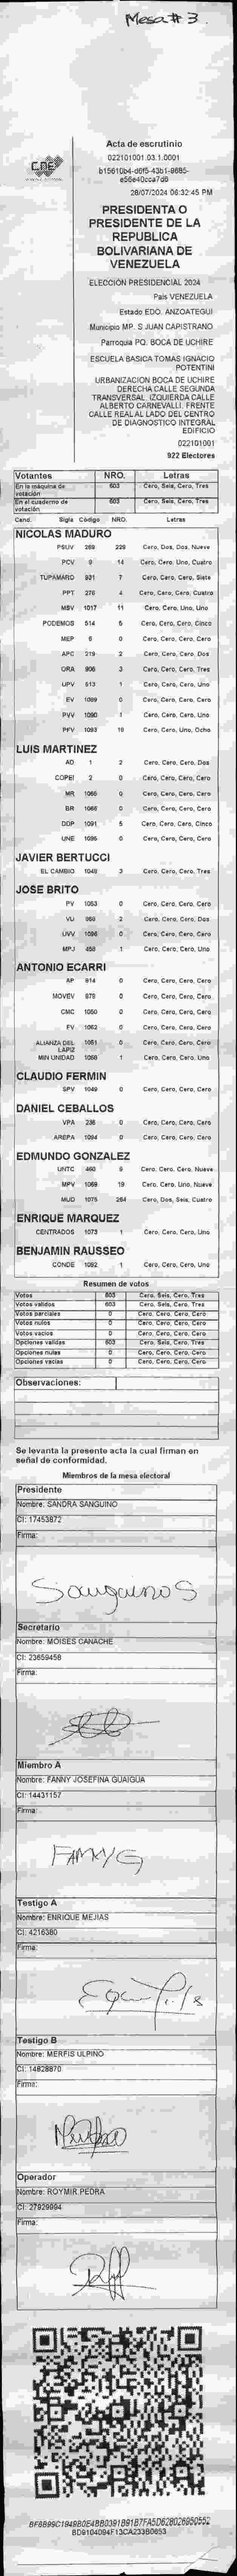 Mesa # 3.
CNE
Acta de escrutinio
022101001.03.1.0001
e56e40cca7d6
28/07/2024 06:32:45 PM
PRESIDENTA O
PRESIDENTE DE LA
REPUBLICA
BOLIVARIANA DE
VENEZUELA
ELECCIÓN PRESIDENCIAL 2024
País VENEZUELA
Estado EDO. ANZOATEGUI
Municipio MP. S JUAN CAPISTRANO
Parroquia PQ. BOCA DE UCHIRE
ESCUELA BASICA TOMAS IGNACIO
POTENTINI
URBANIZACION BOCA DE UCHIRE
DERECHA CALLE SEGUNDA
TRANSVERSAL. IZQUIERDA CALLE
ALBERTO CARNEVALLI. FRENTE
CALLE REAL AL LADO DEL CENTRO
DE DIAGNOSTICO INTEGRAL
EDIFICIO
022101001
922 Electores
Votantes NRO. Letras
En la máquina de votación 603 Cero, Seis, Cero, Tres
En el cuaderno de votación 603 Cero, Seis, Cero, Tres
Cand. Sigla Código NRO. Letras
NICOLAS MADURO
PSUV 269 229 Cero, Dos, Dos, Nueve
PCV 9 14 Cero, Cero, Uno, Cuatro
TUPAMARO 931 7 Cero, Cero, Cero, Siete
PPT 276 4 Cero, Cero, Cero, Cuatro
MSV 1017 11 Cero, Cero, Uno, Uno
PODEMOS 514 5 Cero, Cero, Cero, Cinco
MEP 6 0 Cero, Cero, Cero, Cero
APC 219 2 Cero, Cero, Cero, Dos
ORA 906 3 Cero, Cero, Cero, Tres
UPV 513 1 Cero, Cero, Cero, Uno
EV 1089 0 Cero, Cero, Cero, Cero
PVV 1090 1 Cero, Cero, Cero, Uno
PFV 1093 18 Cero, Cero, Uno, Ocho
LUIS MARTINEZ
AD 1 2 Cero, Cero, Cero, Dos
COPEI 2 0 Cero, Cero, Cero, Cero
MR 0 Cero, Cero, Cero, Cero
BR 0 Cero, Cero, Cero, Cero
DDP 1091 5 Cero, Cero, Cero, Cinco
UNE 0 Cero, Cero, Cero, Cero
JAVIER BERTUCCI
EL CAMBIO 1048 3 Cero, Cero, Cero, Tres
JOSE BRITO
PV 1053 0 Cero, Cero, Cero, Cero
VU 968 2 Cero, Cero, Cero, Dos
UVV 1096 0 Cero, Cero, Cero, Cero
MPJ 458 1 Cero, Cero, Cero, Uno
ANTONIO ECARRI
AP 914 0 Cero, Cero, Cero, Cero
MOVEV 979 0 Cero, Cero, Cero, Cero
CMC 1050 0 Cero, Cero, Cero, Cero
FV 1062 0 Cero, Cero, Cero, Cero
ALIANZA DEL LAPIZ 1051 0 Cero, Cero, Cero, Cero
MIN UNIDAD 1058 1 Cero, Cero, Cero, Uno
CLAUDIO FERMIN
SPV 1049 0 Cero, Cero, Cero, Cero
DANIEL CEBALLOS
VPA 236 0 Cero, Cero, Cero, Cero
AREPA 1094 0 Cero, Cero, Cero, Cero
EDMUNDO GONZALEZ
UNTC 460 9 Cero, Cero, Cero, Nueve
MPV 1069 19 Cero, Cero, Uno, Nueve
MUD 1075 264 Cero, Dos, Seis, Cuatro
ENRIQUE MARQUEZ
CENTRADOS 1073 1 Cero, Cero, Cero, Uno
BENJAMIN RAUSSEO
CONDE 1092 1 Cero, Cero, Cero, Uno
Resumen de votos
Votos 603 Cero, Seis, Cero, Tres
Votos validos 603 Cero, Seis, Cero, Tres
Votos parciales 0 Cero, Cero, Cero, Cero
Votos nulos 0 Cero, Cero, Cero, Cero
Votos vacios 0 Cero, Cero, Cero, Cero
Opciones validas 603 Cero, Seis, Cero, Tres
Opciones nulas 0 Cero, Cero, Cero, Cero
Opciones vacias 0 Cero, Cero, Cero, Cero
Observaciones:
Se levanta la presente acta la cual firman en
señal de conformidad.
Miembros de la mesa electoral
Presidente
Nombre: SANDRA SANGUINO
CI: 17453872
Firma:
Sanguino S
Secretario
Nombre: MOISES CANACHE
CI: 23659458
Firma:
Miembro A
Nombre: FANNY JOSEFINA GUAIGUA
CI: 14431157
Firma:
FANNY G
Testigo A
Nombre: ENRIQUE MEJIAS
CI: 4216380
Firma:
Testigo B
Nombre: MERFIS ULPINO
CI: 14828870
Firma:
Operador
Nombre: ROYMIR PEDRA
CI: 27929994
Firma: